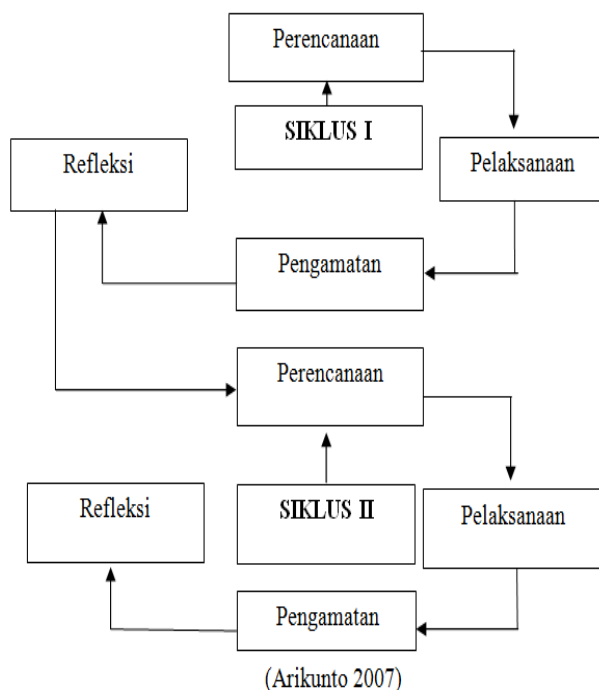 Perencanaan
SIKLUS I
Refleksi
Pelaksanaan
Pengamatan
Perencanaan
Refleksi
SIKLUS II
Pelaksanaan
Pengamatan
(Arikunto 2007)